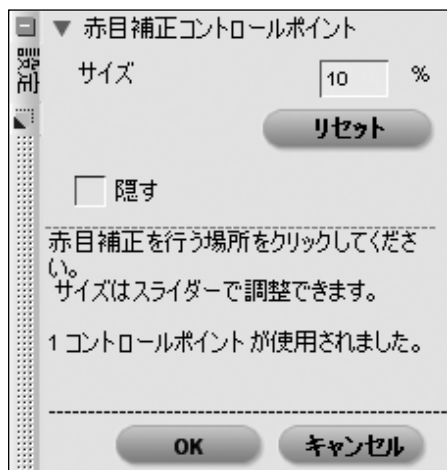 設定
▼ 赤目補正コントロールポイント
サイズ 10 %
リセット
隠す
赤目補正を行う場所をクリックしてくださ
い。
サイズはスライダーで調整できます。
1 コントロールポイント が使用されました。
OK キャンセル